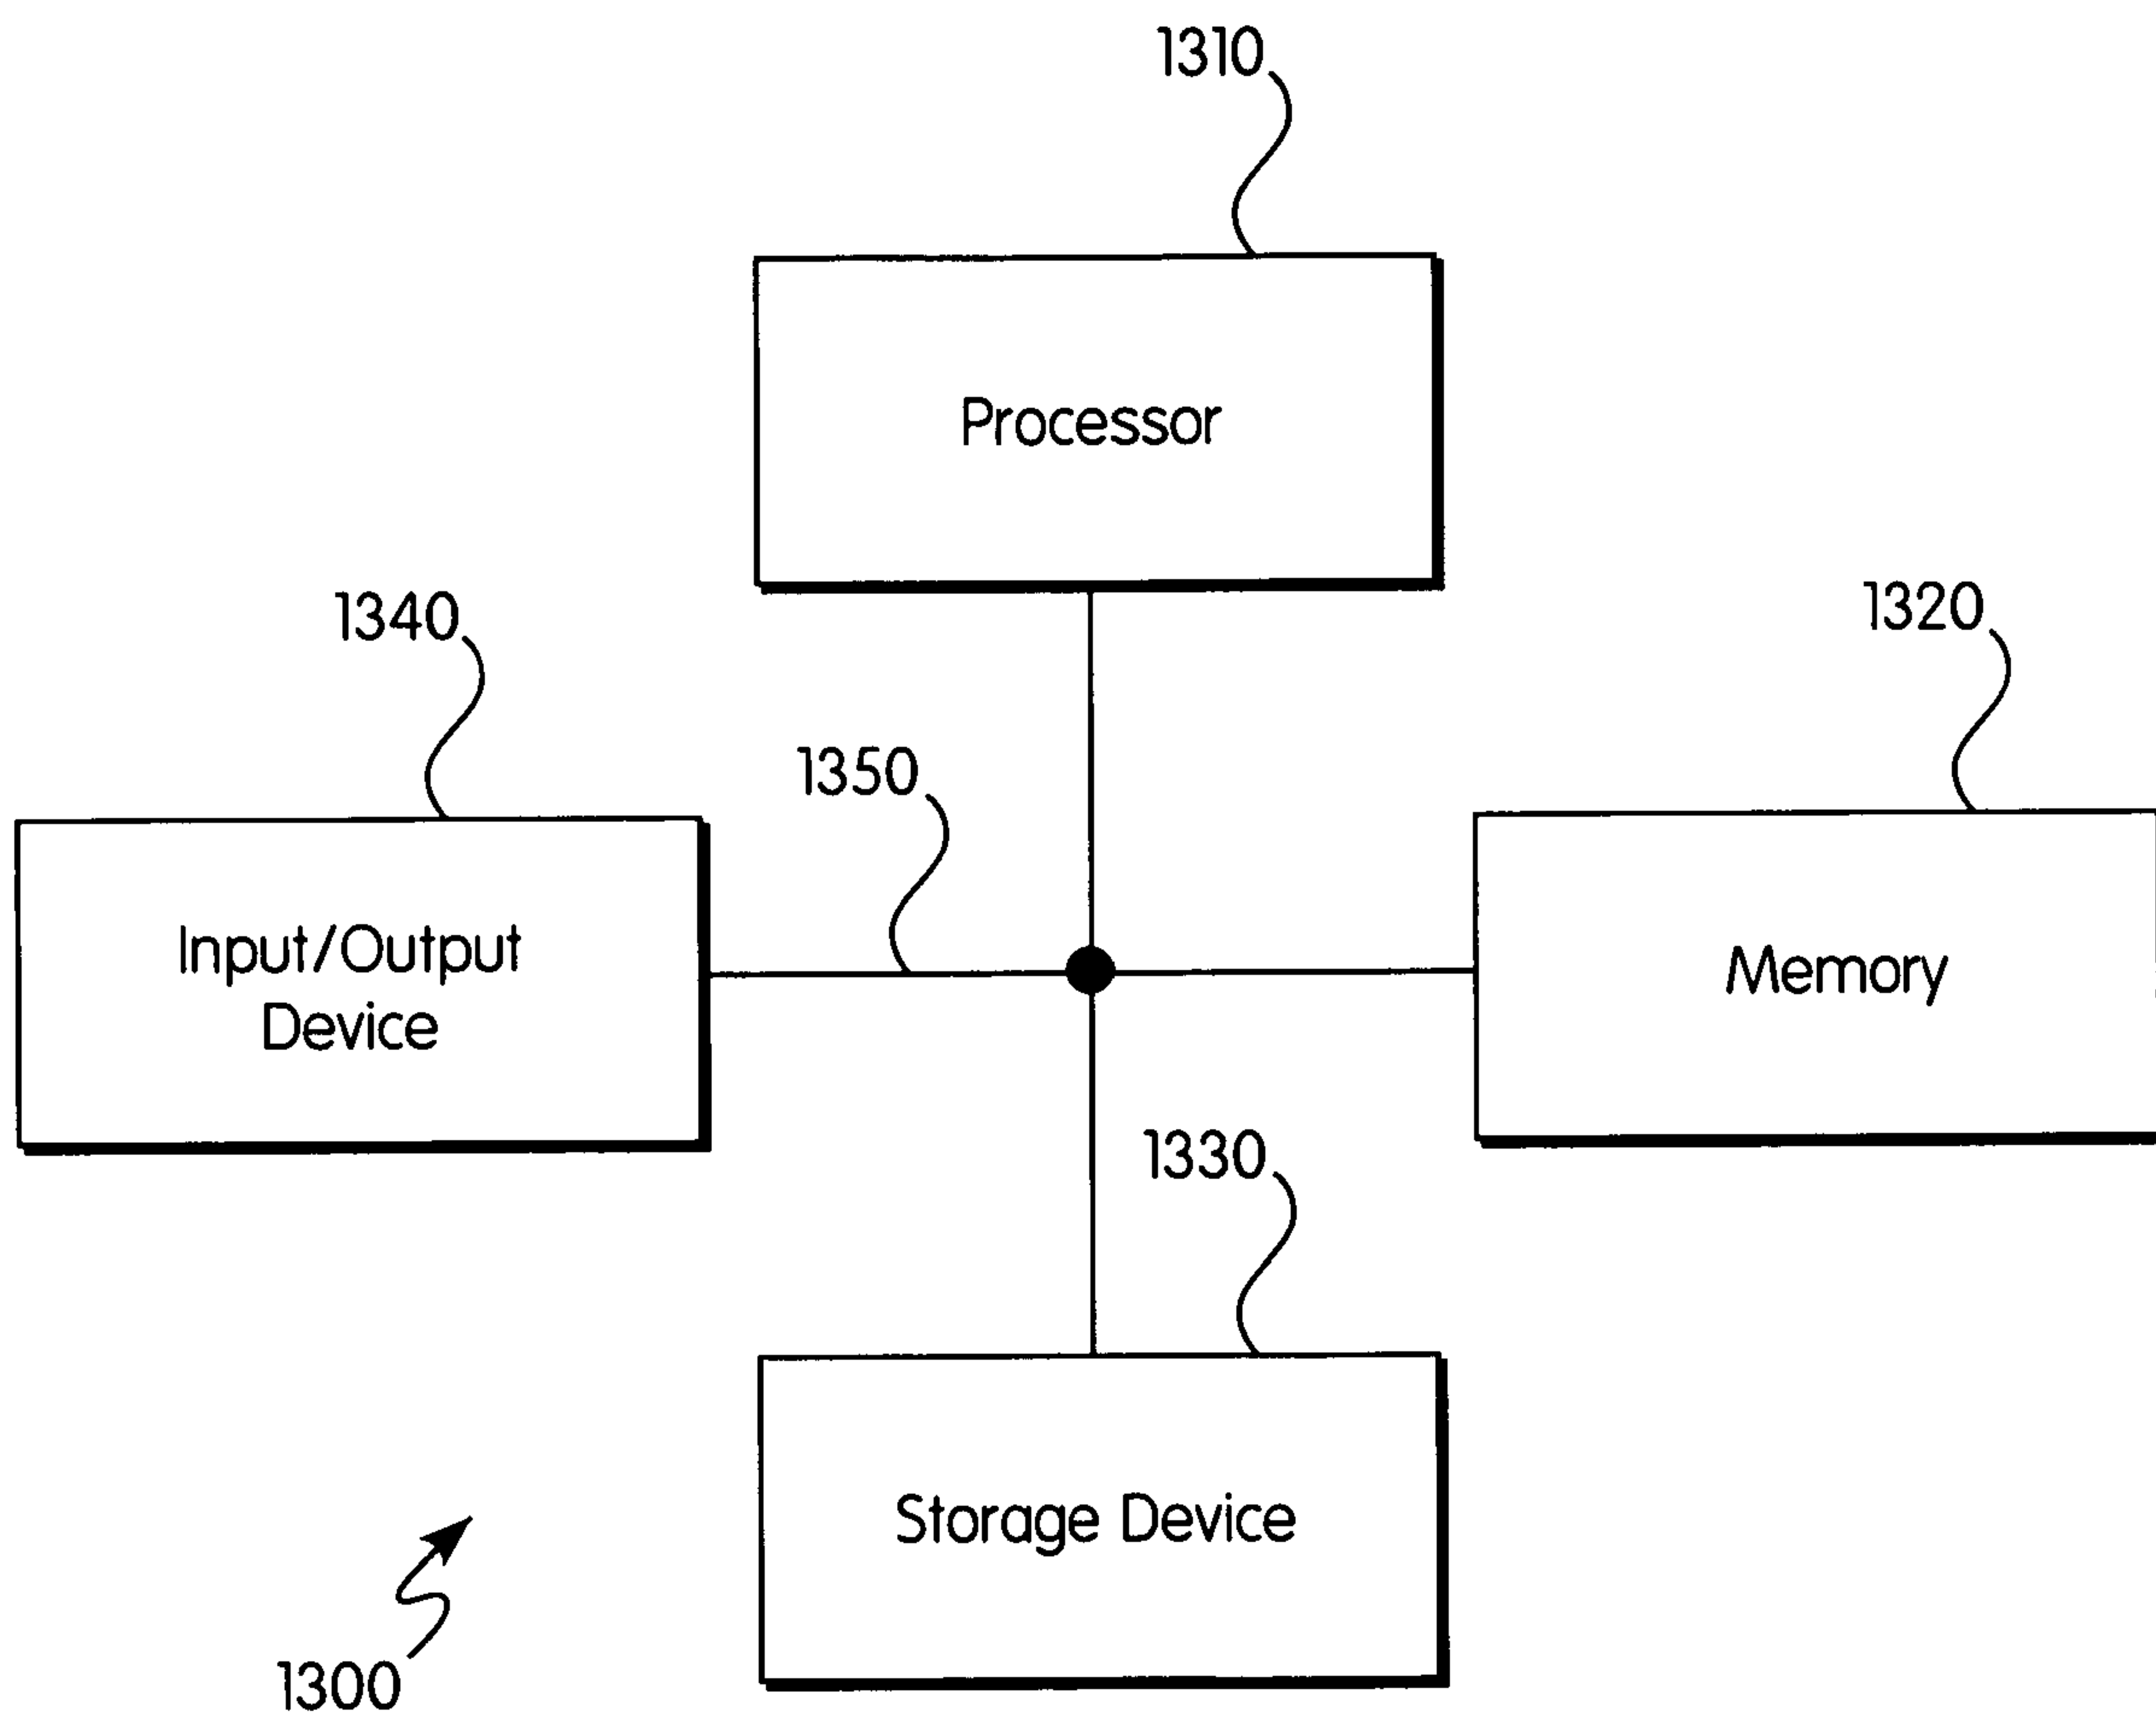 1310
Processor
1340
1320
1350
Input/Output
Device
Memory
1330
Storage Device
1300